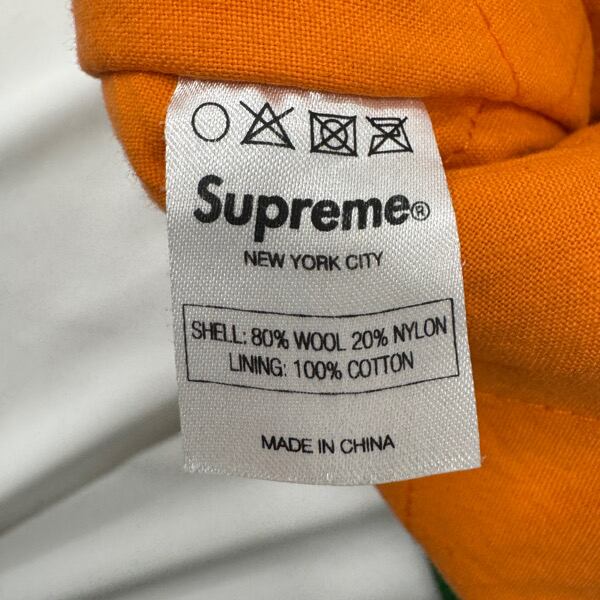 Supreme®
NEW YORK CITY
SHELL: 80% WOOL 20% NYLON
LINING: 100% COTTON
MADE IN CHINA